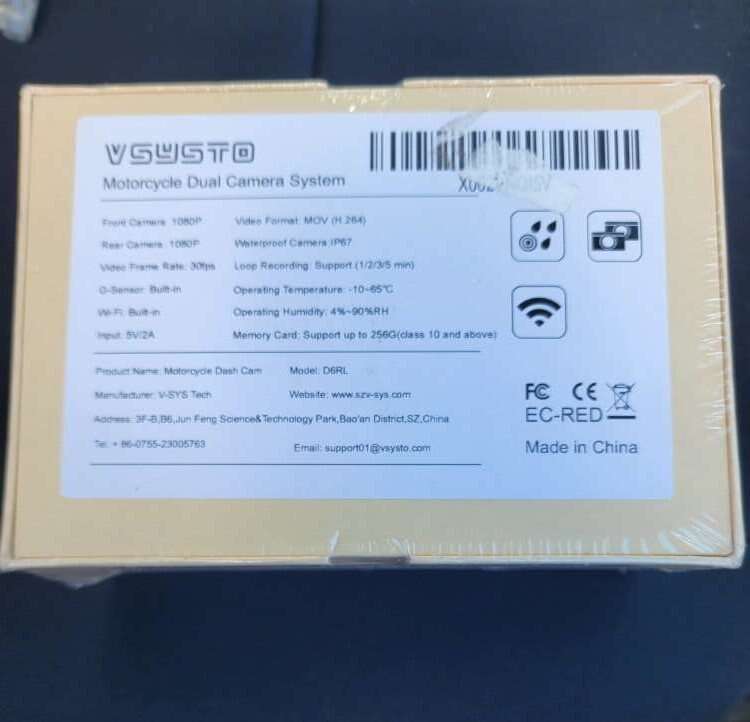 VSYSTO
Motorcycle Dual Camera System
Front Camera: 1080P
Video Format: MOV (H.264)
Rear Camera: 1080P
Waterproof Camera IP67
Video Frame Rate: 30fps
Loop Recording: Support (1/2/3/5 min)
G-Sensor: Built-in
Operating Temperature: -10~65℃
Wi-Fi: Built-in
Operating Humidity: 4%~90%RH
Input: 5V/2A
Memory Card: Support up to 256G(class 10 and above)
Product Name: Motorcycle Dash Cam
Model: D6RL
Manufacturer: V-SYS Tech
Website: www.szv-sys.com
Address: 3F-B,B6,Jun Feng Science&Technology Park,Bao'an District,SZ,China
Tel: + 86-0755-23005763
Email: support01@vsysto.com
FC CE
EC-RED
Made in China